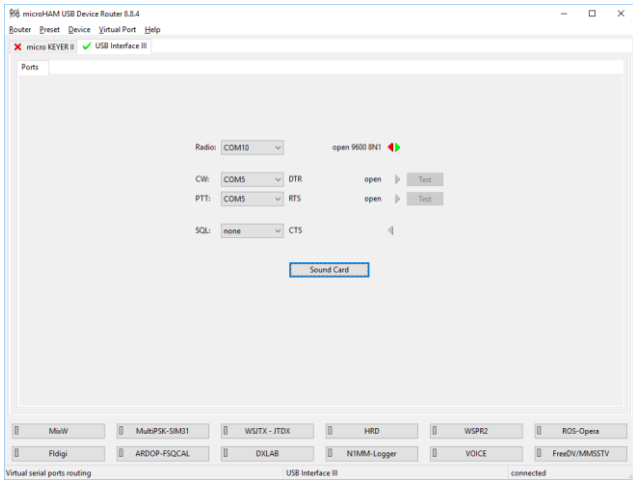 microHAM USB Device Router 8.8.4
Router Preset Device Virtual Port Help
micro KEYER II USB Interface III
Ports
Radio: COM10 open 9600 8N1
CW: COM5 DTR open Test
PTT: COM5 RTS open Test
SQL: none CTS
Sound Card
MixW MultiPSK-SIM31 WSJTX - JTDX HRD WSPR2 ROS-Opera
Fldigi ARDOP-FSQCAL DXLAB N1MM-Logger VOICE FreeDV/MMSSTV
Virtual serial ports routing USB Interface III connected